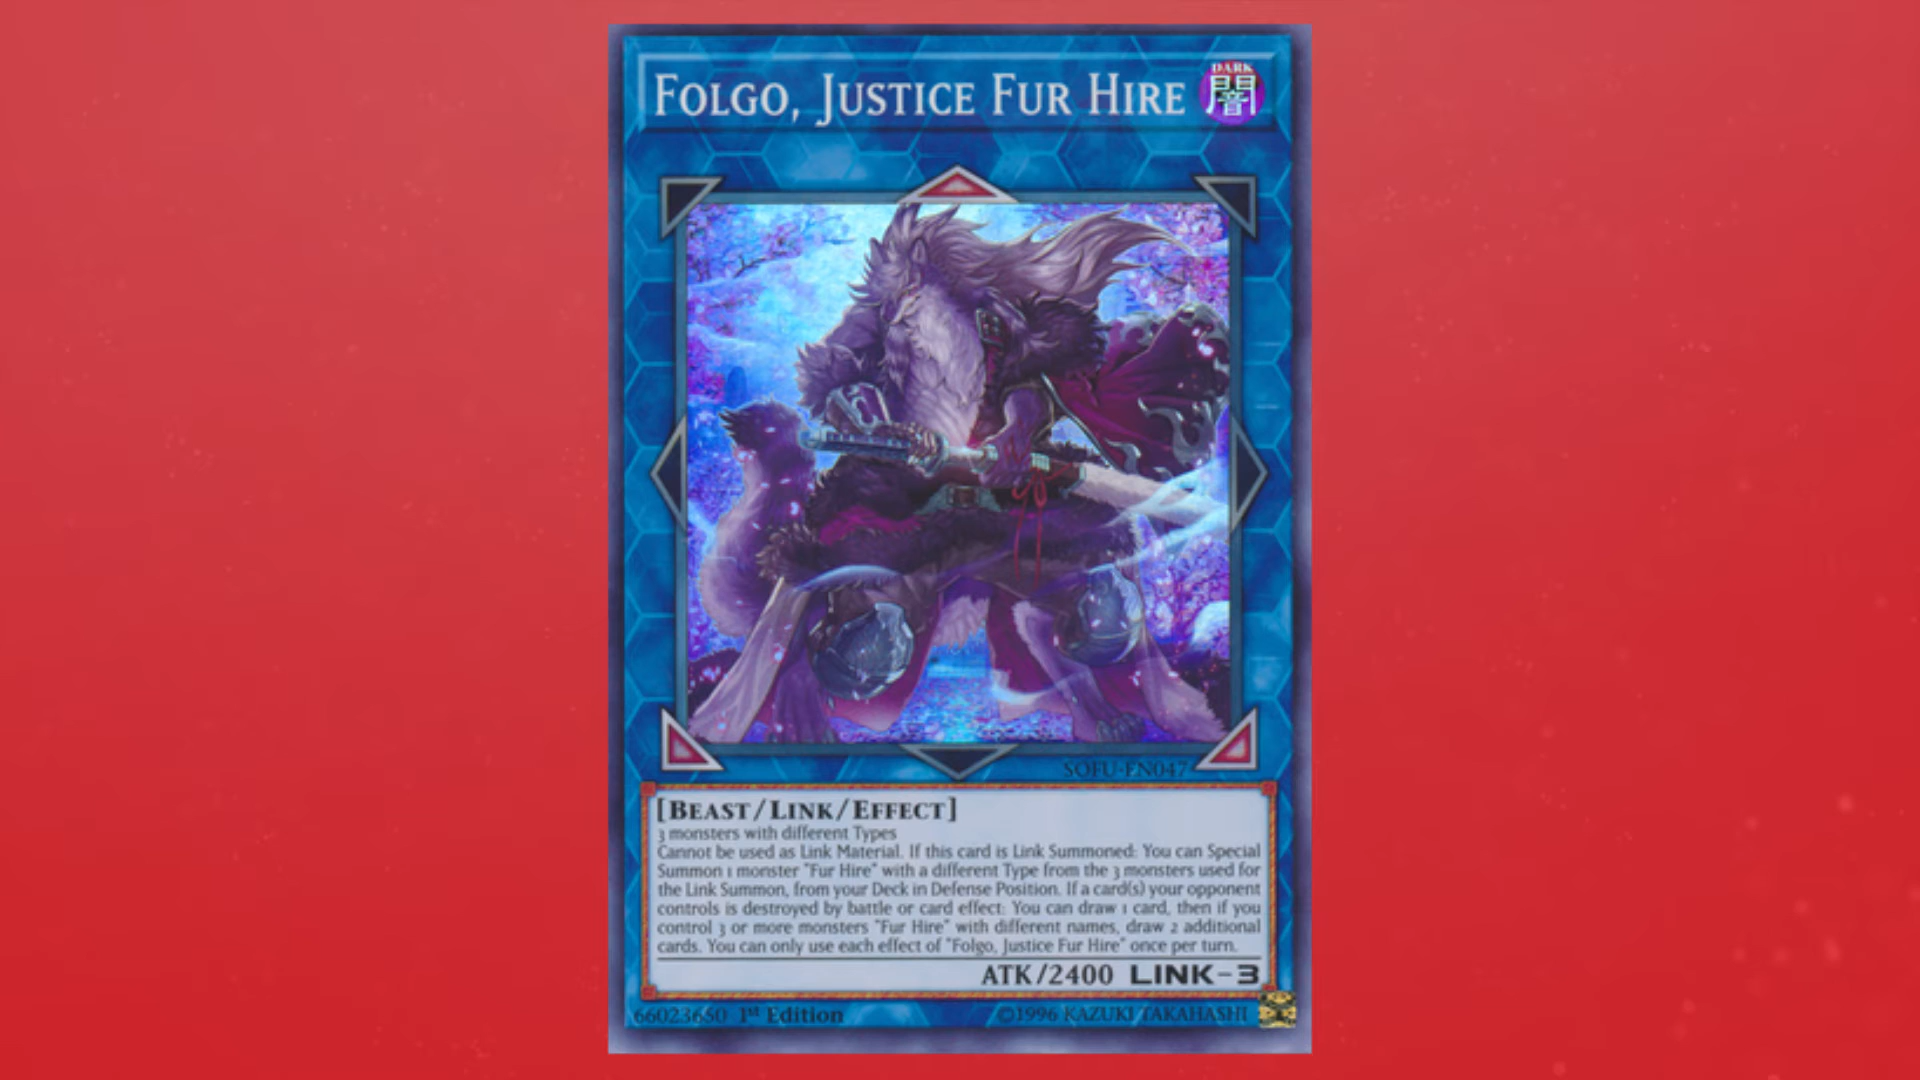 Folgo, Justice Fur Hire
DARK
闇
SOFU-EN047
[Beast/Link/Effect]
3 monsters with different Types
Cannot be used as Link Material. If this card is Link Summoned: You can Special
Summon 1 monster "Fur Hire" with a different Type from the 3 monsters used for
the Link Summon, from your Deck in Defense Position. If a card(s) your opponent
controls is destroyed by battle or card effect: You can draw 1 card, then if you
control 3 or more monsters "Fur Hire" with different names, draw 2 additional
cards. You can only use each effect of "Folgo, Justice Fur Hire" once per turn.
ATK/2400 LINK-3
66023650 1st Edition
©1996 KAZUKI TAKAHASHI